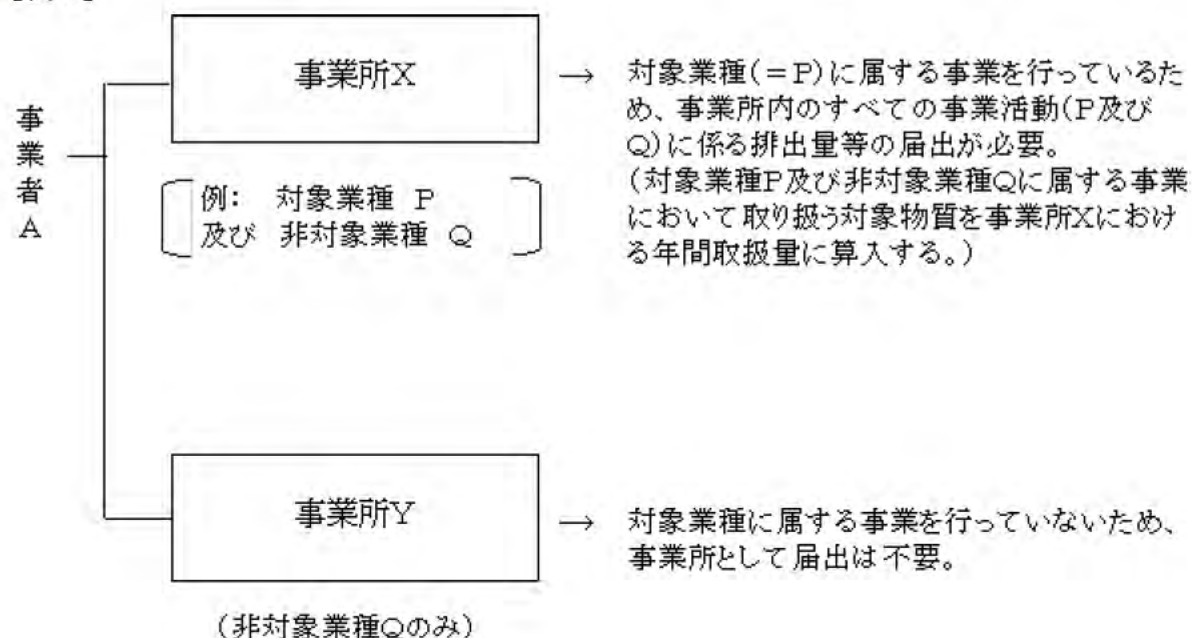 事業者A
事業所X
例: 対象業種 P
及び 非対象業種 Q
→ 対象業種(=P)に属する事業を行っているた
め、事業所内のすべての事業活動(P及び
Q)に係る排出量等の届出が必要。
(対象業種P及び非対象業種Qに属する事業
において取り扱う対象物質を事業所Xにおけ
る年間取扱量に算入する。)
事業所Y
(非対象業種Qのみ)
→ 対象業種に属する事業を行っていないため、
事業所として届出は不要。